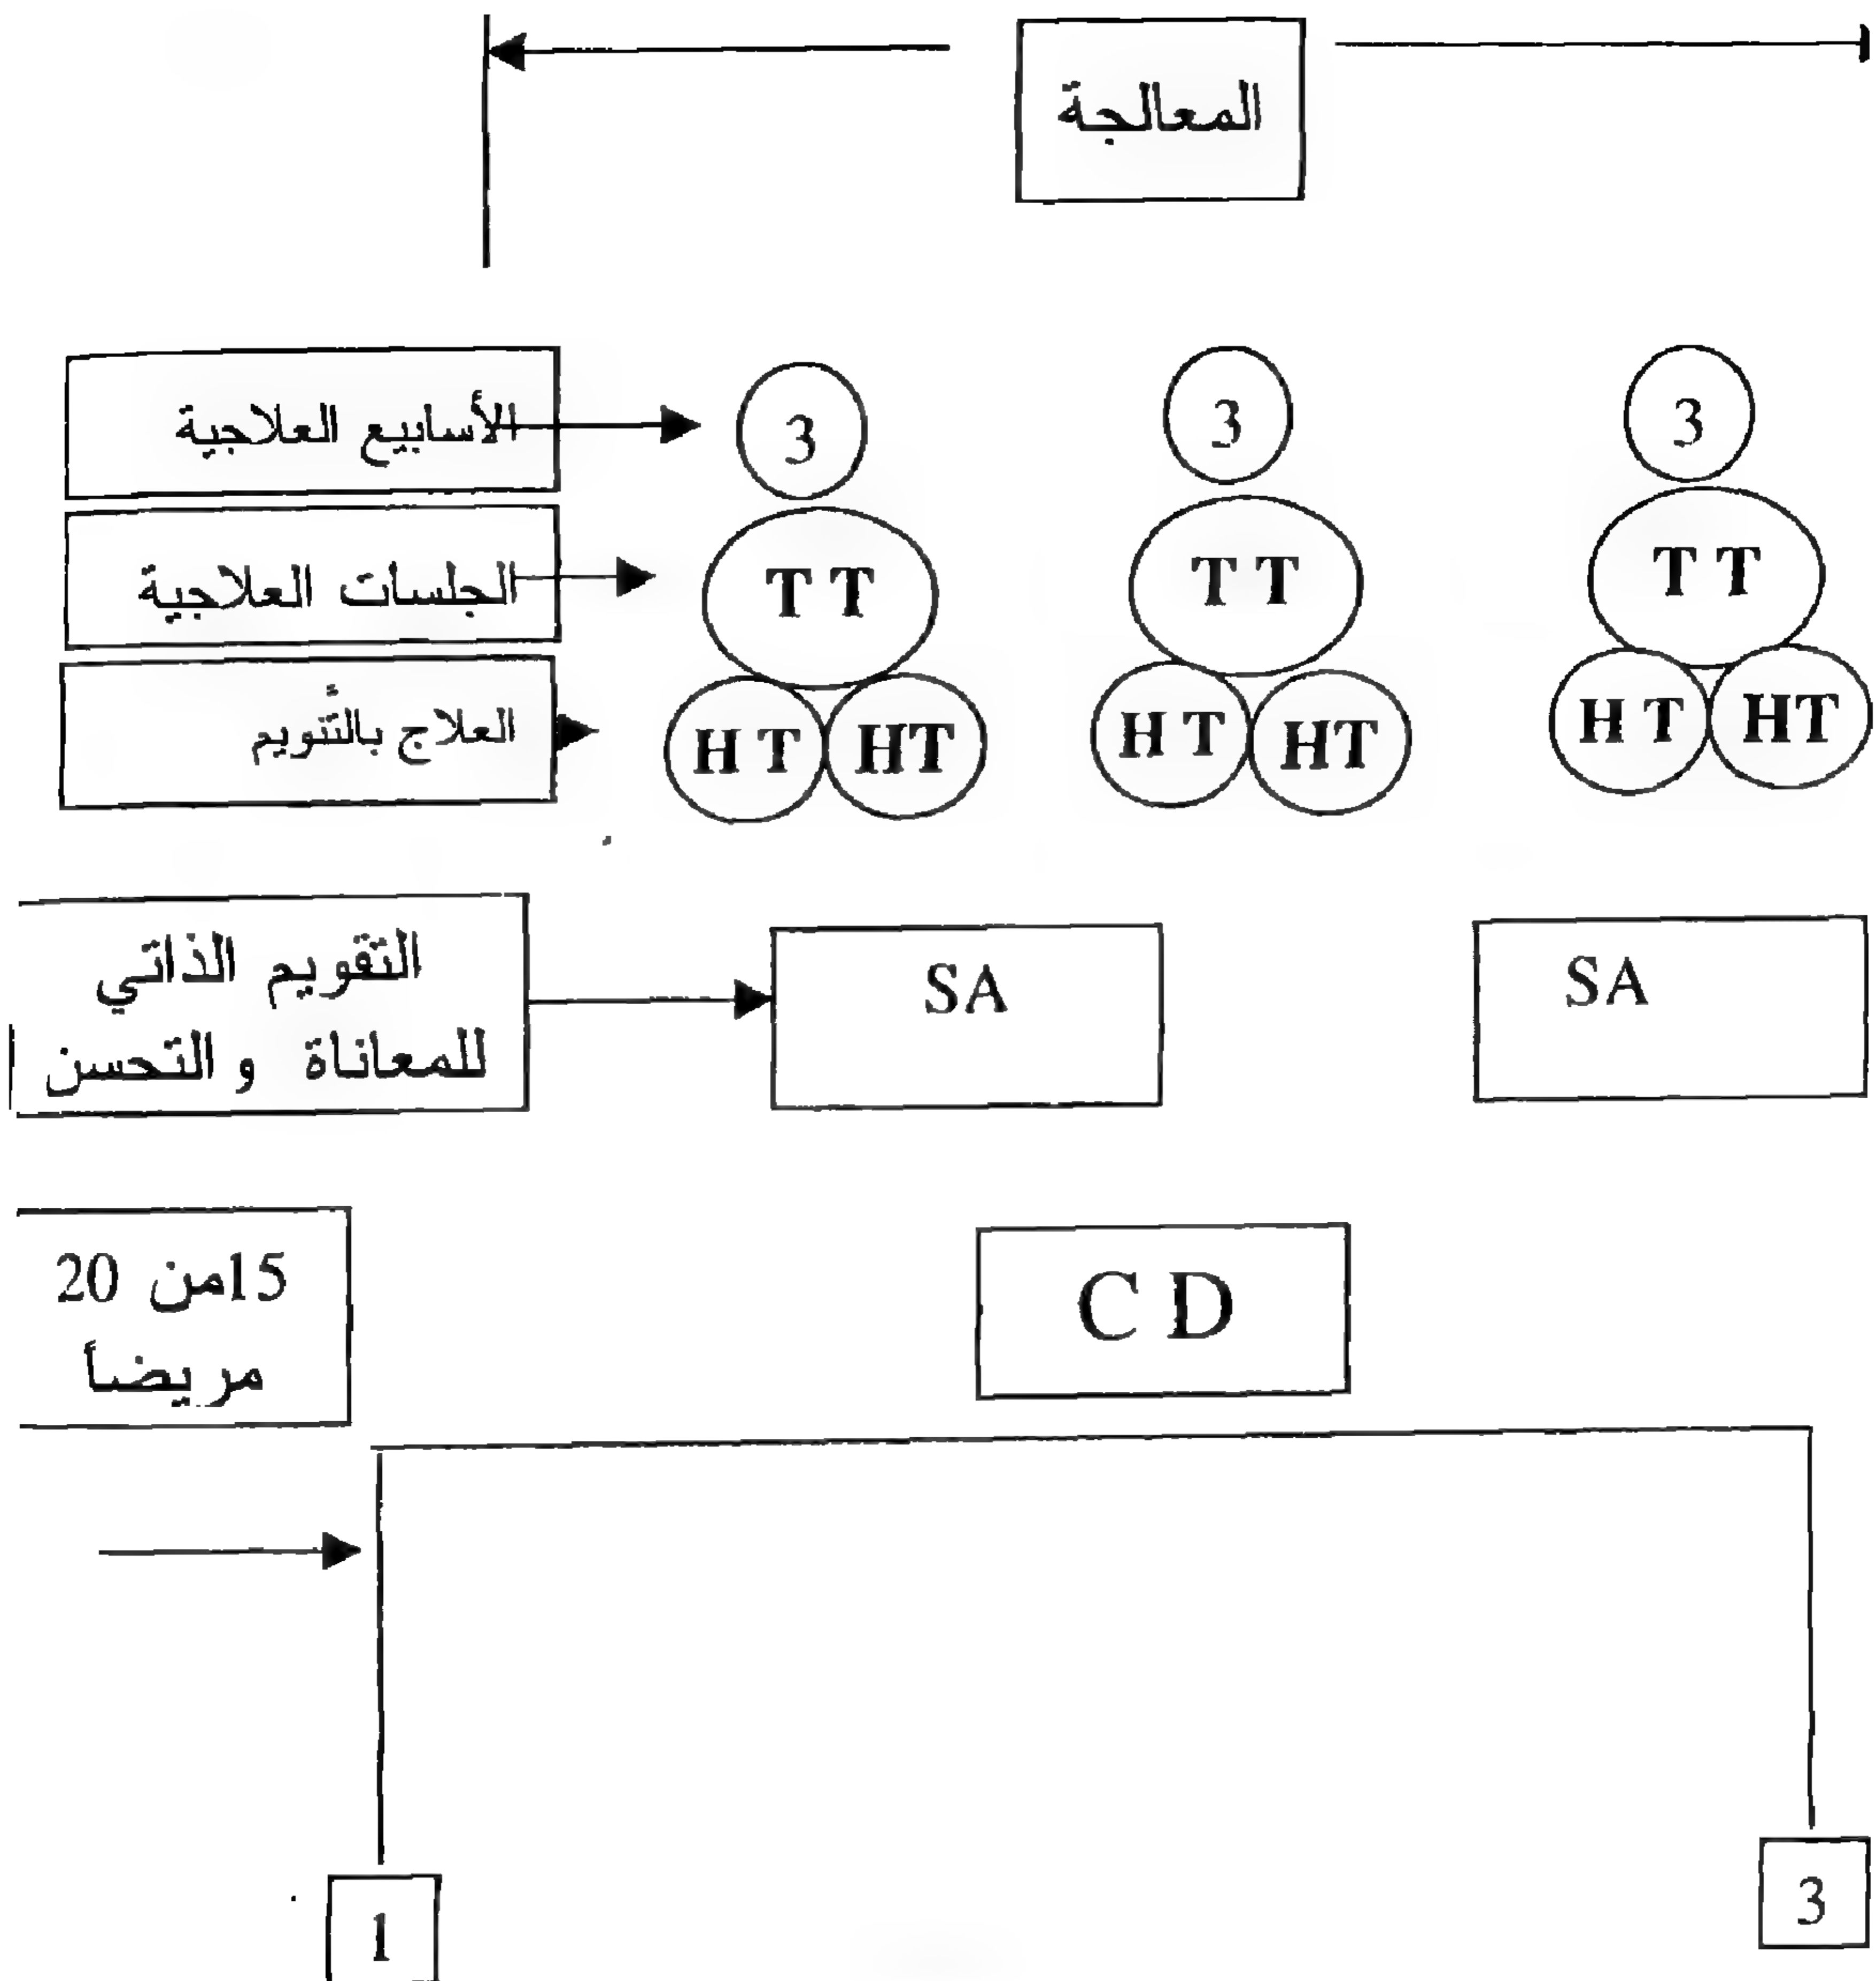 المعالجة
الأسابيع العلاجية
3 3 3
الجلسات العلاجية
T T T T T T
العلاج بالتنويم
H T HT H T HT H T HT
التقويم الذاتي
للمعاناة و التحسن
SA SA
15من 20
مريضأ
C D
1 3